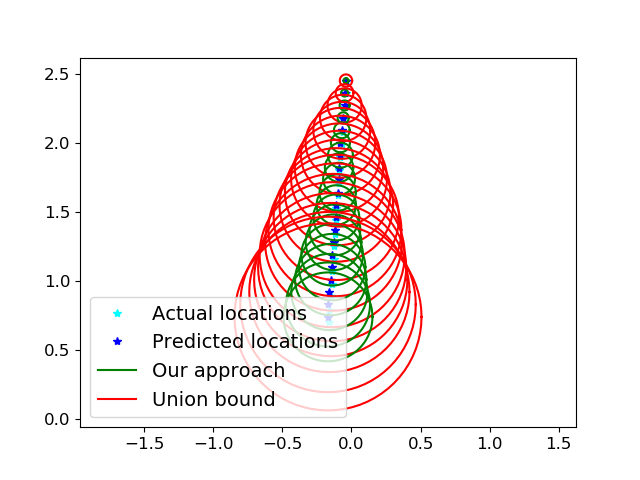 2.5
2.0
1.5
1.0
0.5
0.0
Actual locations
Predicted locations
Our approach
Union bound
−1.5 −1.0 −0.5 0.0 0.5 1.0 1.5